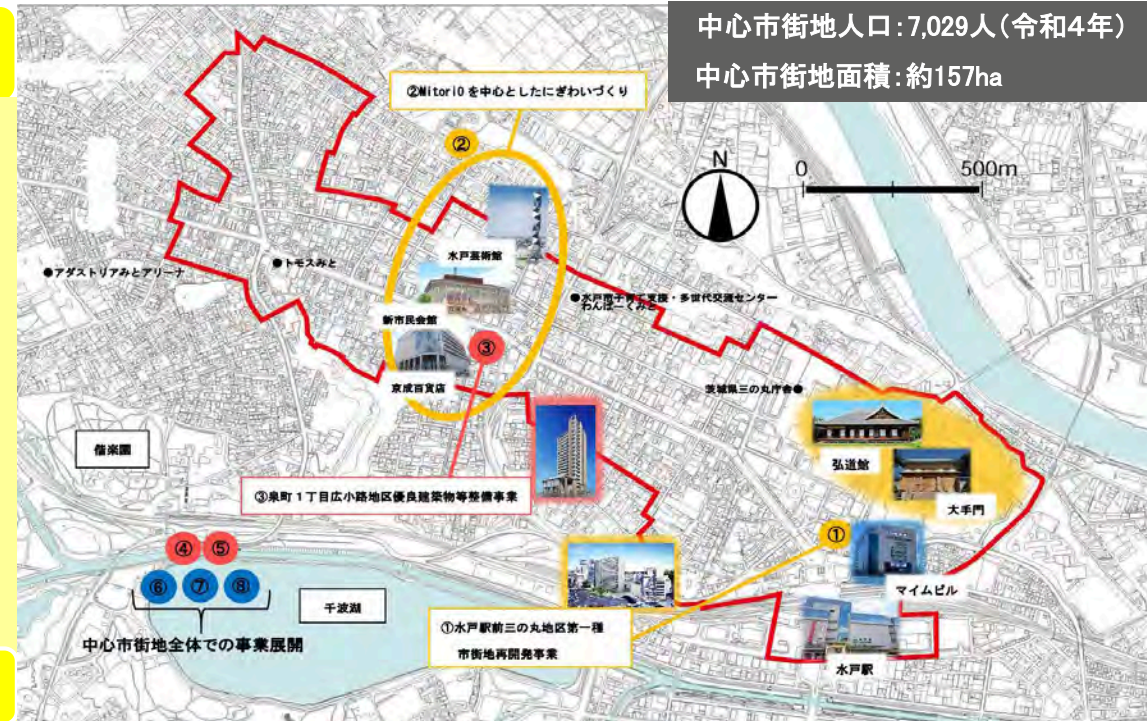 中心市街地人口：7,029人（令和４年）
中心市街地面積：約157ha
②MitoriOを中心としたにぎわいづくり
②
N
0
500m
水戸芸術館
●アダストリアみとアリーナ
●トモスみと
●水戸市子育て支援・多世代交流センター
わんぱーくみと
新市民会館
③
京成百貨店
茨城県三の丸庁舎●
偕楽園
弘道館
大手門
③泉町１丁目広小路地区優良建築物等整備事業
①
④
⑤
⑥
⑦
⑧
千波湖
マイムビル
中心市街地全体での事業展開
①水戸駅前三の丸地区第一種
市街地再開発事業
水戸駅